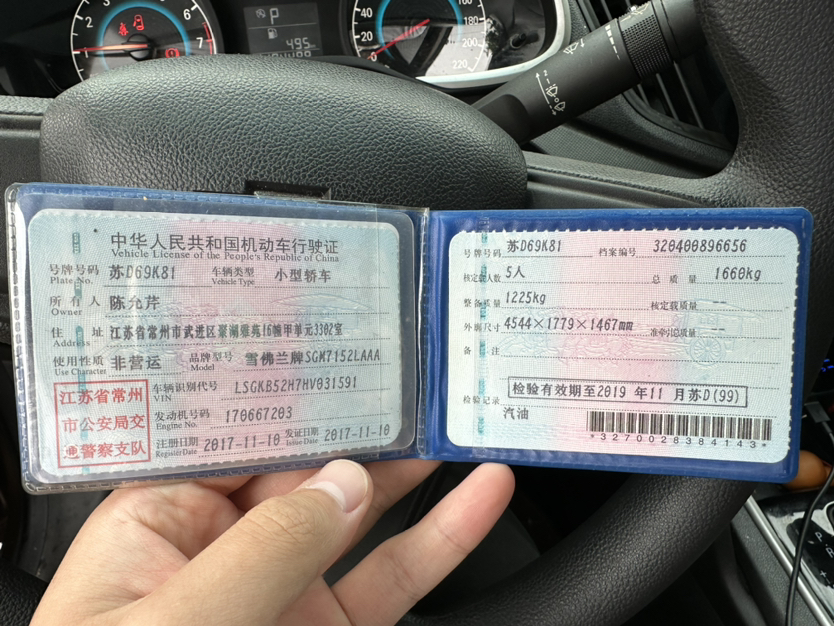 160
180
200
220
40
20
0
1
6
7
P
495
中华人民共和国机动车行驶证
Vehicle License of the People's Republic of China
号牌号码 苏D69K81 车辆类型 小型轿车
Plate No. Vehicle Type
所有人 陈允芹
Owner
住址 江苏省常州市武进区聚湖雅苑16幢甲单元3302室
Address
使用性质 非营运 品牌型号 雪佛兰牌SGM7152LAAA
Use Character Model
江苏省常州市公安局交通警察支队
车辆识别代号 LSGKB52H7HV031591
VIN
发动机号码 170667203
Engine No.
注册日期 2017-11-10 发证日期 2017-11-10
Register Date Issue Date
号牌号码 苏D69K81 档案编号 320400896656
核定载人数 5人 总质量 1660kg
整备质量 1225kg 核定载质量 --
外廓尺寸 4544×1779×1467mm 准牵引总质量 --
备注
检验记录 检验有效期至2019年11月苏D(99)
汽油
*3270028384143*